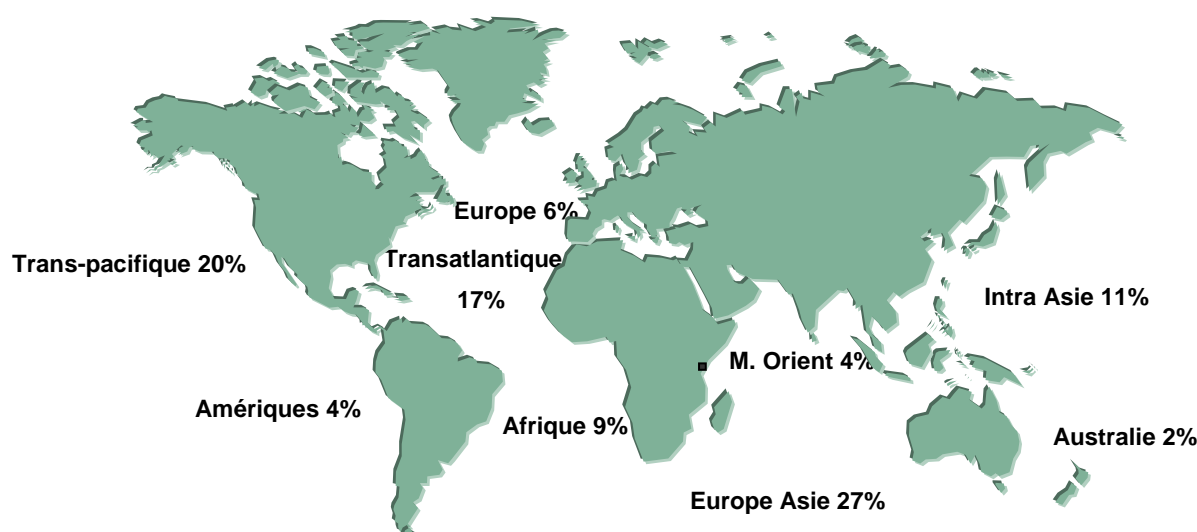 Europe 6%
Trans-pacifique 20%
Transatlantique
17%
Intra Asie 11%
M. Orient 4%
Amériques 4%
Afrique 9%
Australie 2%
Europe Asie 27%